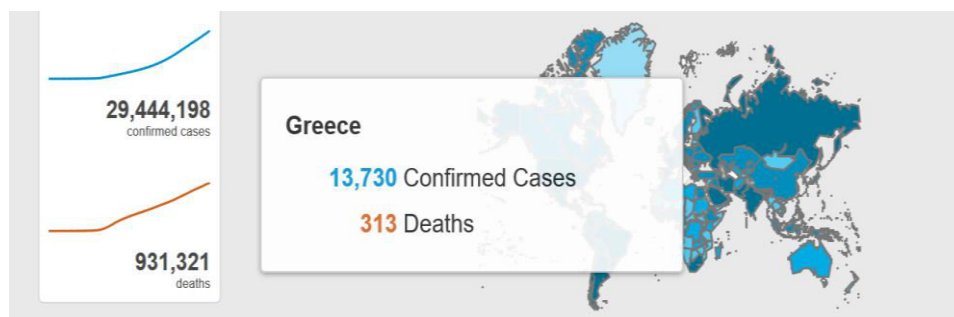 29,444,198
confirmed cases
931,321
deaths
Greece
13,730 Confirmed Cases
313 Deaths